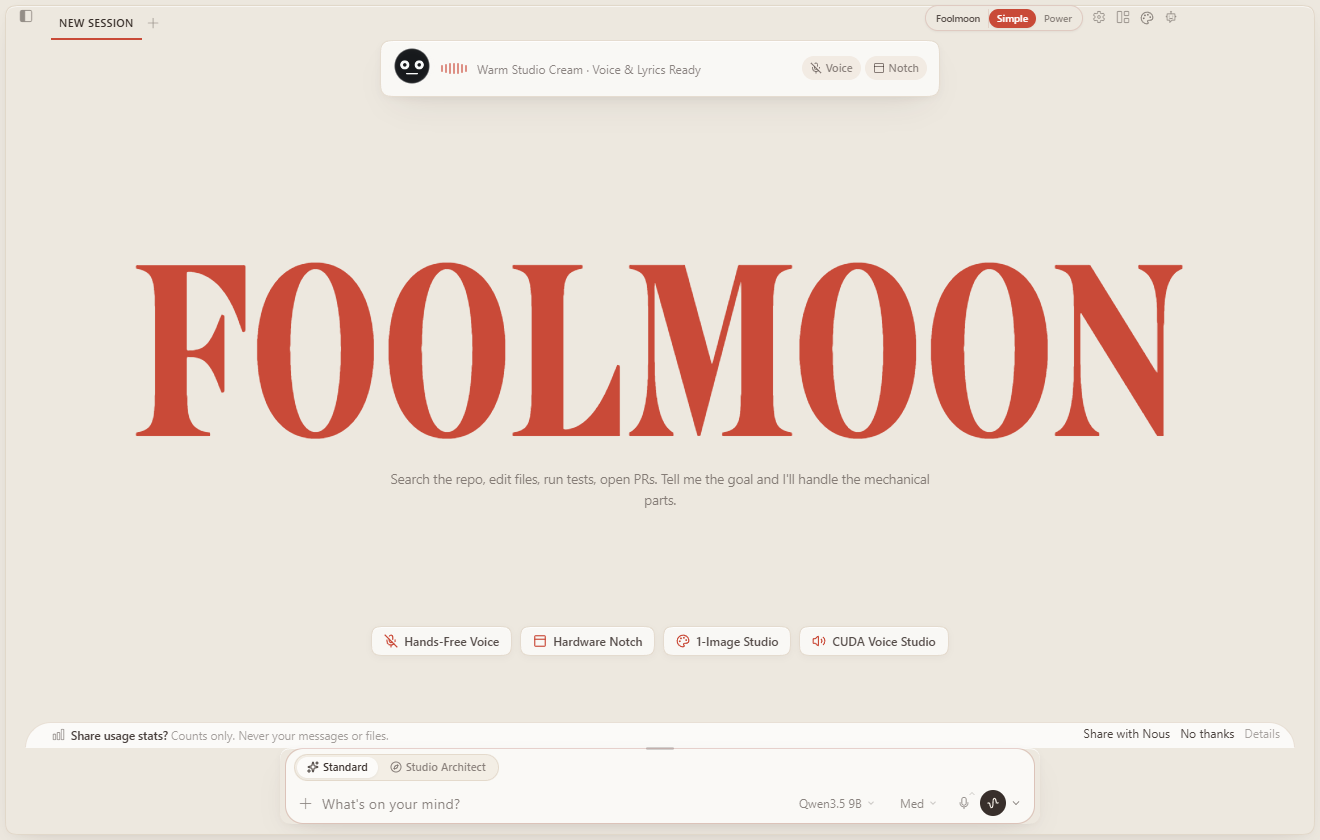 NEW SESSION
Foolmoon Simple Power
Warm Studio Cream · Voice & Lyrics Ready
Voice
Notch
FOOLMOON
Search the repo, edit files, run tests, open PRs. Tell me the goal and I'll handle the mechanical
parts.
Hands-Free Voice
Hardware Notch
1-Image Studio
CUDA Voice Studio
Share usage stats? Counts only. Never your messages or files.
Share with Nous No thanks Details
Standard
Studio Architect
What's on your mind?
Qwen3.5 9B
Med